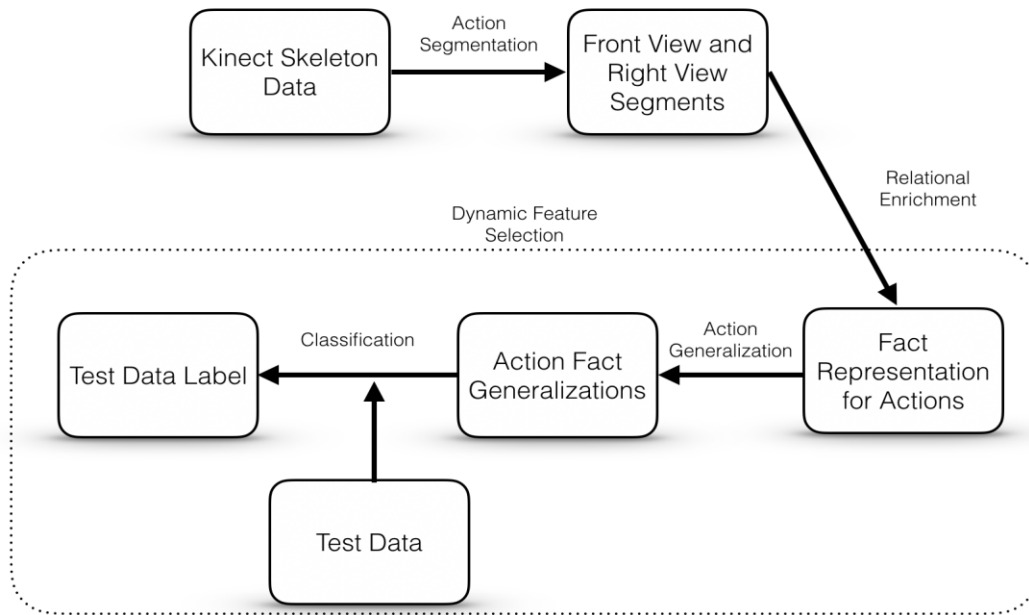 Kinect Skeleton
Data
Action
Segmentation
Front View and
Right View
Segments
Relational
Enrichment
Dynamic Feature
Selection
Test Data Label
Classification
Action Fact
Generalizations
Action
Generalization
Fact
Representation
for Actions
Test Data